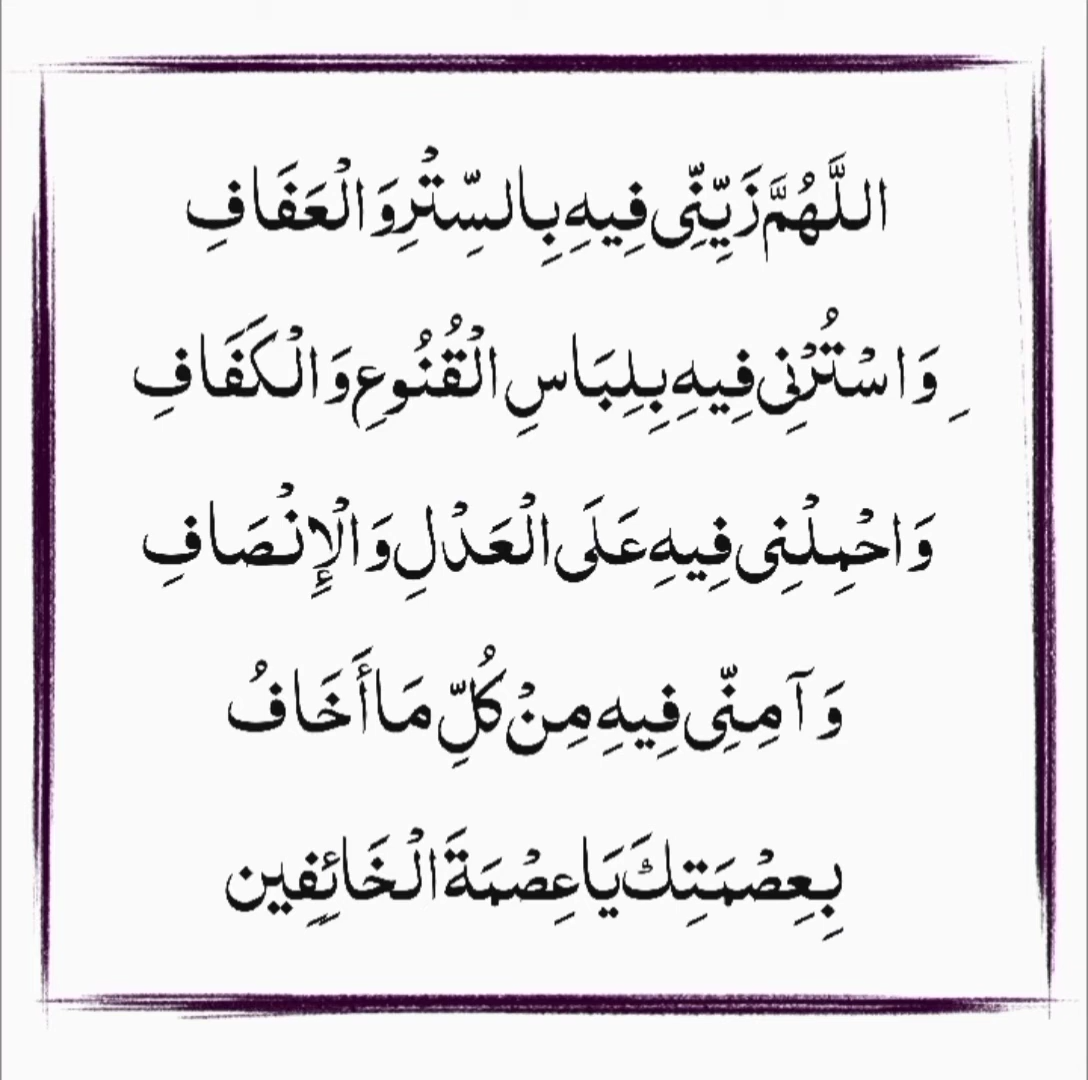 اللَّهُمَّ زَيِّنِّي فِيهِ بِالسِّتْرِ وَالْعَفَافِ
وَاسْتُرْنِي فِيهِ بِلِبَاسِ الْقُنُوعِ وَالْكَفَافِ
وَاحْمِلْنِي فِيهِ عَلَى الْعَدْلِ وَالْإِنْصَافِ
وَآمِنِّي فِيهِ مِنْ كُلِّ مَا أَخَافُ
بِعِصْمَتِكَ يَا عِصْمَةَ الْخَائِفِين